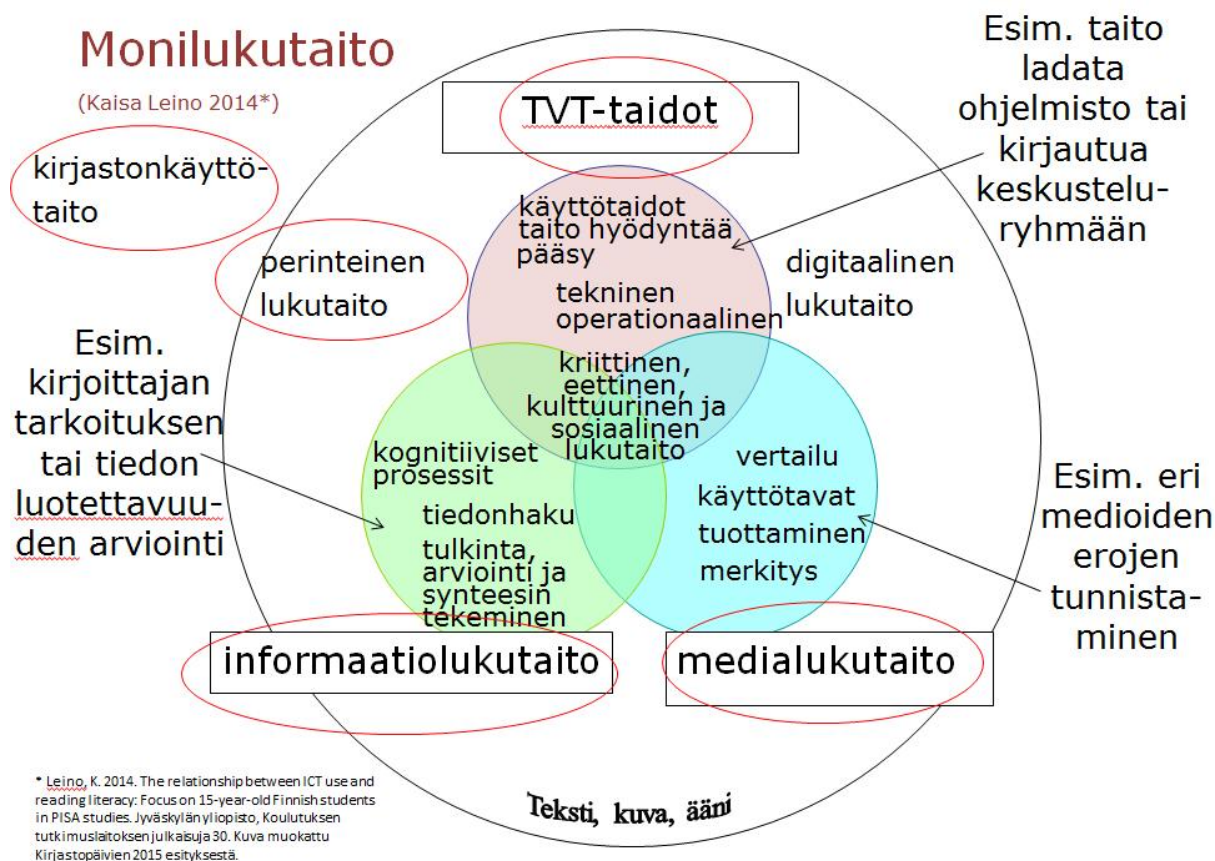 Monilukutaito
(Kaisa Leino 2014*)
TVT-taidot
Esim. taito
ladata
ohjelmisto tai
kirjautua
keskustelu-
ryhmään
kirjastonkäyttö-
taito
perinteinen
lukutaito
käyttötaidot
taito hyödyntää
pääsy
tekninen
operationaalinen
digitaalinen
lukutaito
Esim.
kirjoittajan
tarkoituksen
tai tiedon
luotettavuu-
den arviointi
kriittinen,
eettinen,
kulttuurinen ja
sosiaalinen
lukutaito
kognitiiviset
prosessit
tiedonhaku
tulkinta,
arviointi ja
synteesin
tekeminen
vertailu
käyttötavat
tuottaminen
merkitys
Esim. eri
medioiden
erojen
tunnista-
minen
informaatiolukutaito
medialukutaito
Teksti, kuva, ääni
* Leino, K. 2014. The relationship between ICT use and
reading literacy: Focus on 15-year-old Finnish students
in PISA studies. Jyväskylän yliopisto, Koulutuksen
tutkimuslaitoksen julkaisuja 30. Kuva muokattu
Kirjastopäivien 2015 esityksestä.